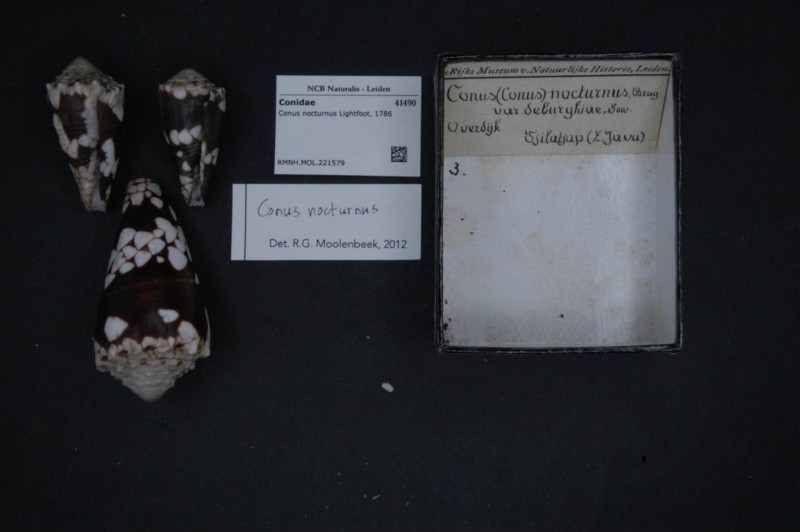 NCB Naturalis - Leiden
Conidae 41490
Conus nocturnus Lightfoot, 1786
RMNH.MOL.221579
Conus nocturnus
Det. R.G. Moolenbeek, 2012
Rijks Museum v. Natuurlijke Historie, Leiden.
Conus (Conus) nocturnus, Brug
var deburghiae, Sow.
Overdijk
Tjilatjap (Z. Java)
3.